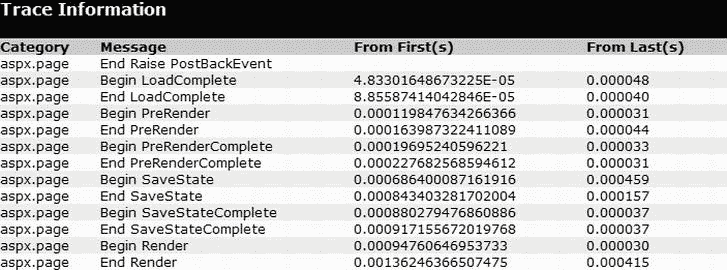 Trace Information
Category Message From First(s) From Last(s)
aspx.page End Raise PostBackEvent
aspx.page Begin LoadComplete 4.83301648673225E-05 0.000048
aspx.page End LoadComplete 8.85587414042846E-05 0.000040
aspx.page Begin PreRender 0.000119847634266366 0.000031
aspx.page End PreRender 0.000163987322411089 0.000044
aspx.page Begin PreRenderComplete 0.00019695240596221 0.000033
aspx.page End PreRenderComplete 0.000227682568594612 0.000031
aspx.page Begin SaveState 0.000686400087161916 0.000459
aspx.page End SaveState 0.000843403281702004 0.000157
aspx.page Begin SaveStateComplete 0.000880279476860886 0.000037
aspx.page End SaveStateComplete 0.000917155672019768 0.000037
aspx.page Begin Render 0.00094760646953733 0.000030
aspx.page End Render 0.00136246366507475 0.000415